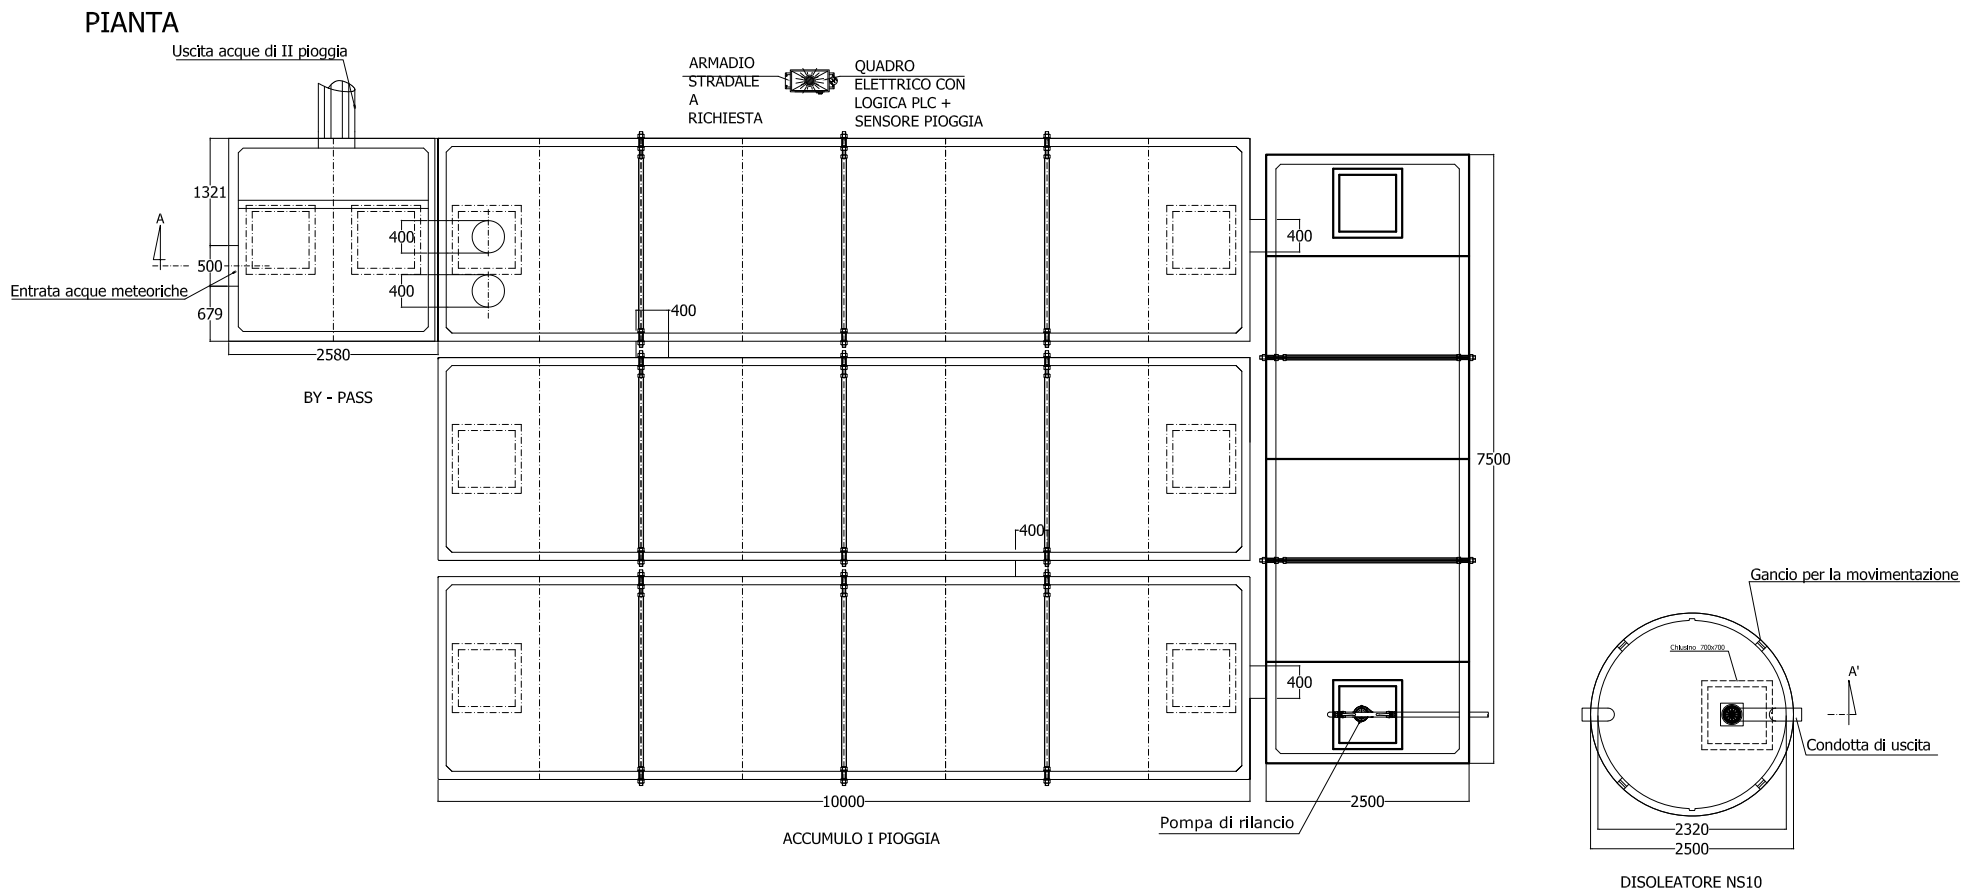 PIANTA
Uscita acque di II pioggia
ARMADIO
STRADALE
A
RICHIESTA
QUADRO
ELETTRICO CON
LOGICA PLC +
SENSORE PIOGGIA
1321
A
500
Entrata acque meteoriche
679
2580
BY - PASS
400
400
400
400
400
400
7500
10000
2500
ACCUMULO I PIOGGIA
Pompa di rilancio
Gancio per la movimentazione
Chiusino 700x700
A'
Condotta di uscita
2320
2500
DISOLEATORE NS10